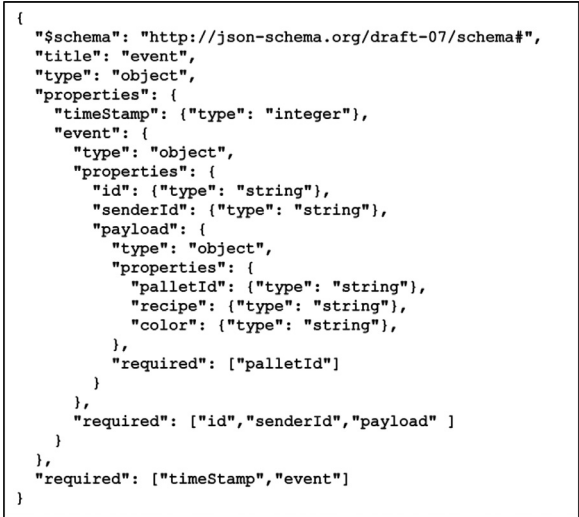 {
  "$schema": "http://json-schema.org/draft-07/schema#",
  "title": "event",
  "type": "object",
  "properties": {
    "timeStamp": {"type": "integer"},
    "event": {
      "type": "object",
      "properties": {
        "id": {"type": "string"},
        "senderId": {"type": "string"},
        "payload": {
          "type": "object",
          "properties": {
            "palletId": {"type": "string"},
            "recipe": {"type": "string"},
            "color": {"type": "string"},
          },
          "required": ["palletId"]
        }
      },
      "required": ["id","senderId","payload" ]
    }
  },
  "required": ["timeStamp","event"]
}